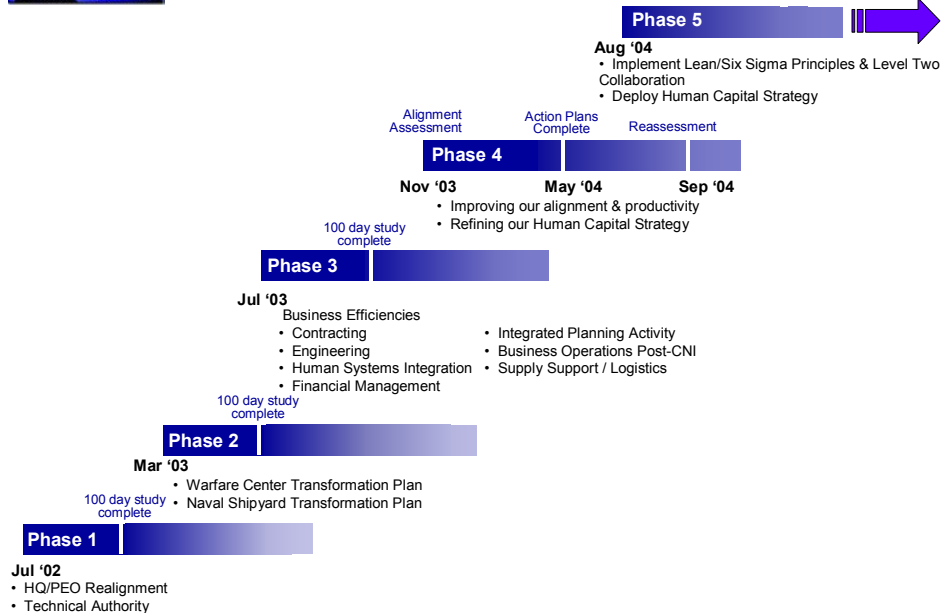 Phase 5
Aug ‘04
• Implement Lean/Six Sigma Principles & Level Two
Collaboration
• Deploy Human Capital Strategy
Alignment
Assessment
Action Plans
Complete
Reassessment
Phase 4
Nov ‘03
May ‘04
Sep ‘04
• Improving our alignment & productivity
• Refining our Human Capital Strategy
100 day study
complete
Phase 3
Jul ‘03
Business Efficiencies
• Contracting
• Engineering
• Human Systems Integration
• Financial Management
• Integrated Planning Activity
• Business Operations Post-CNI
• Supply Support / Logistics
100 day study
complete
Phase 2
Mar ‘03
• Warfare Center Transformation Plan
• Naval Shipyard Transformation Plan
100 day study
complete
Phase 1
Jul ‘02
• HQ/PEO Realignment
• Technical Authority